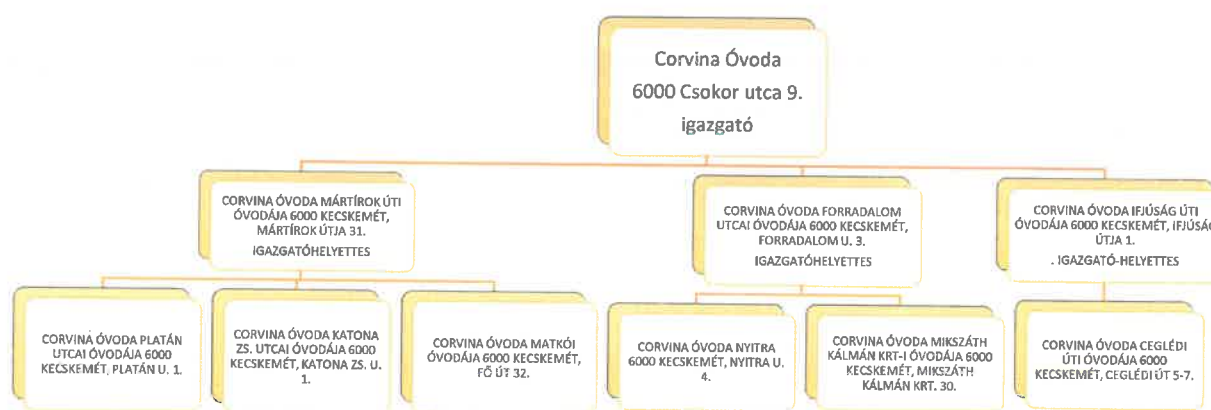 Corvina Óvoda
6000 Csokor utca 9.
igazgató
CORVINA ÓVODA MÁRTÍROK ÚTI
ÓVODÁJA 6000 KECSKEMÉT,
MÁRTÍROK ÚTJA 31.
IGAZGATÓHELYETTES
CORVINA ÓVODA FORRADALOM
UTCAI ÓVODÁJA 6000 KECSKEMÉT,
FORRADALOM U. 3.
IGAZGATÓHELYETTES
CORVINA ÓVODA IFJÚSÁG ÚTI
ÓVODÁJA 6000 KECSKEMÉT, IFJÚSÁG
ÚTJA 1.
. IGAZGATÓ-HELYETTES
CORVINA ÓVODA PLATÁN
UTCAI ÓVODÁJA 6000
KECSKEMÉT, PLATÁN U. 1.
CORVINA ÓVODA KATONA
ZS. UTCAI ÓVODÁJA 6000
KECSKEMÉT, KATONA ZS. U.
1.
CORVINA ÓVODA MATKÓI
ÓVODÁJA 6000 KECSKEMÉT,
FŐ ÚT 32.
CORVINA ÓVODA NYITRA
6000 KECSKEMÉT, NYITRA U.
4.
CORVINA ÓVODA MIKSZÁTH
KÁLMÁN KRT-I ÓVODÁJA 6000
KECSKEMÉT, MIKSZÁTH
KÁLMÁN KRT. 30.
CORVINA ÓVODA CEGLÉDI
ÚTI ÓVODÁJA 6000
KECSKEMÉT, CEGLÉDI ÚT 5-7.